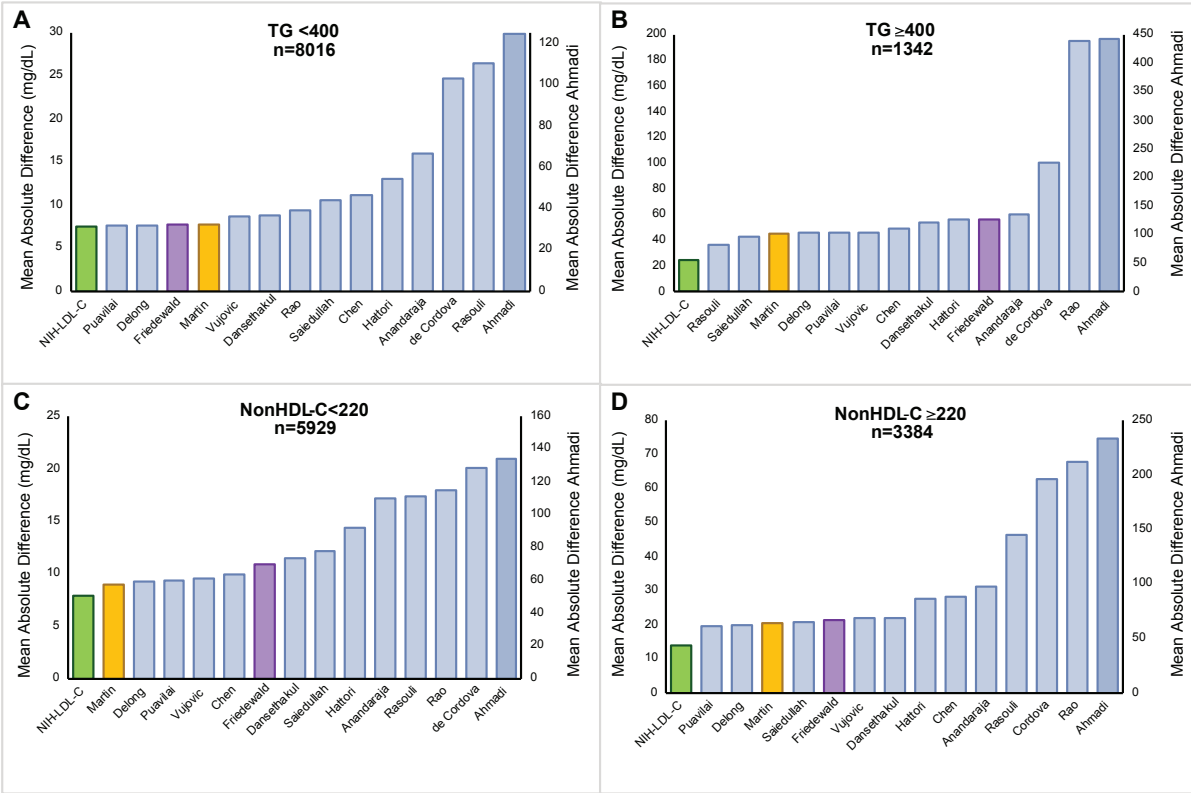 A
TG <400
n=8016
Mean Absolute Difference (mg/dL)
30
25
20
15
10
5
0
Mean Absolute Difference Ahmadi
120
100
80
60
40
20
0
NIH-LDL-C
Puavilai
Delong
Friedewald
Martin
Vujovic
Dansethakul
Rao
Saiedullah
Chen
Hattori
Anandaraja
de Cordova
Rasouli
Ahmadi
B
TG ≥400
n=1342
Mean Absolute Difference (mg/dL)
200
180
160
140
120
100
80
60
40
20
0
Mean Absolute Difference Ahmadi
450
400
350
300
250
200
150
100
50
0
NIH-LDL-C
Rasouli
Saiedullah
Martin
Delong
Puavilai
Vujovic
Chen
Dansethakul
Hattori
Friedewald
Anandaraja
de Cordova
Rao
Ahmadi
C
NonHDL-C<220
n=5929
Mean Absolute Difference (mg/dL)
25
20
15
10
5
0
Mean Absolute Difference Ahmadi
160
140
120
100
80
60
40
20
0
NIH-LDL-C
Martin
Delong
Puavilai
Vujovic
Chen
Friedewald
Dansethakul
Saiedullah
Hattori
Anandaraja
Rasouli
Rao
de Cordova
Ahmadi
D
NonHDL-C ≥220
n=3384
Mean Absolute Difference (mg/dL)
80
70
60
50
40
30
20
10
0
Mean Absolute Difference Ahmadi
250
200
150
100
50
0
NIH-LDL-C
Puavilai
Delong
Martin
Saiedullah
Friedewald
Vujovic
Dansethakul
Hattori
Chen
Anandaraja
Rasouli
Cordova
Rao
Ahmadi